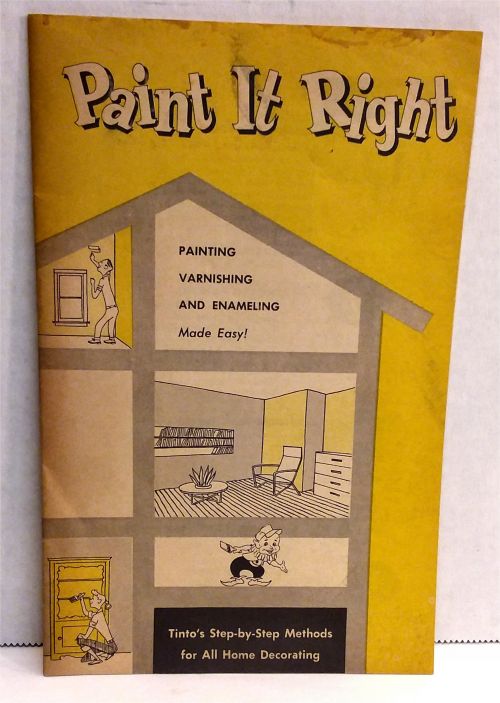 Paint It Right
PAINTING
VARNISHING
AND ENAMELING
Made Easy!
Tinto's Step-by-Step Methods
for All Home Decorating